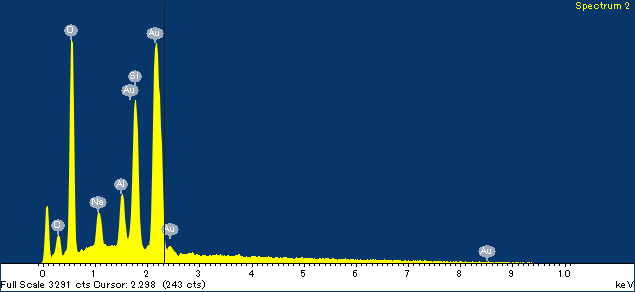 Spectrum 2
O
Au
Si
Au
Al
Na
C
Au
Au
0 1 2 3 4 5 6 7 8 9 10
Full Scale 3291 cts Cursor: 2.298 (243 cts)
keV